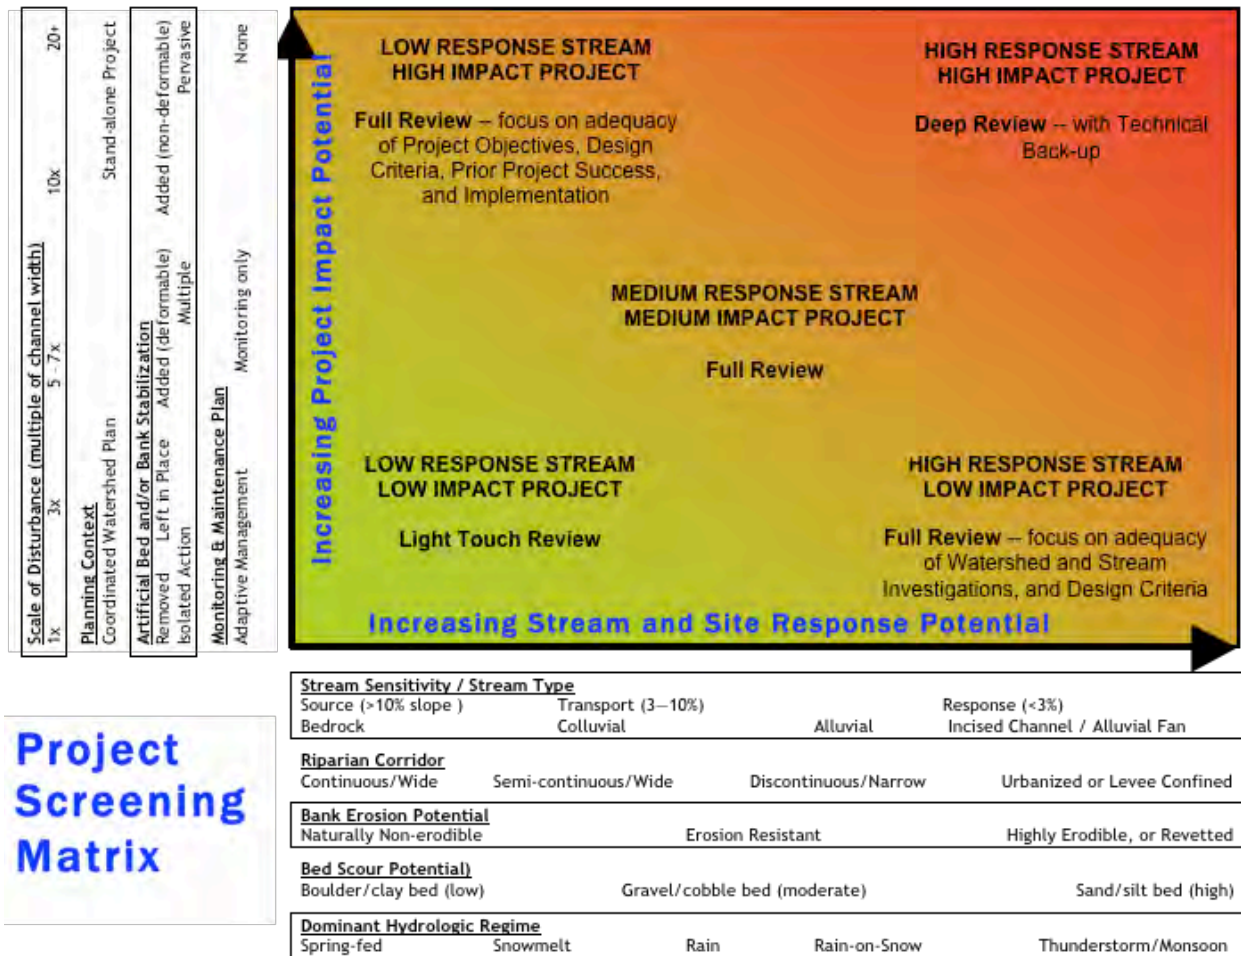 Scale of Disturbance (multiple of channel width)
1x 3x 5 - 7x 10x 20+
Planning Context
Coordinated Watershed Plan Stand-alone Project
Artificial Bed and/or Bank Stabilization
Removed Left in Place Added (deformable) Added (non-deformable)
Isolated Action Multiple Pervasive
Monitoring & Maintenance Plan
Adaptive Management Monitoring only None
Increasing Project Impact Potential
LOW RESPONSE STREAM
HIGH IMPACT PROJECT
Full Review -- focus on adequacy
of Project Objectives, Design
Criteria, Prior Project Success,
and Implementation
HIGH RESPONSE STREAM
HIGH IMPACT PROJECT
Deep Review -- with Technical
Back-up
MEDIUM RESPONSE STREAM
MEDIUM IMPACT PROJECT
Full Review
LOW RESPONSE STREAM
LOW IMPACT PROJECT
Light Touch Review
HIGH RESPONSE STREAM
LOW IMPACT PROJECT
Full Review -- focus on adequacy
of Watershed and Stream
Investigations, and Design Criteria
Increasing Stream and Site Response Potential
Project
Screening
Matrix
Stream Sensitivity / Stream Type
Source (>10% slope ) Transport (3—10%) Response (<3%)
Bedrock Colluvial Alluvial Incised Channel / Alluvial Fan
Riparian Corridor
Continuous/Wide Semi-continuous/Wide Discontinuous/Narrow Urbanized or Levee Confined
Bank Erosion Potential
Naturally Non-erodible Erosion Resistant Highly Erodible, or Revetted
Bed Scour Potential)
Boulder/clay bed (low) Gravel/cobble bed (moderate) Sand/silt bed (high)
Dominant Hydrologic Regime
Spring-fed Snowmelt Rain Rain-on-Snow Thunderstorm/Monsoon